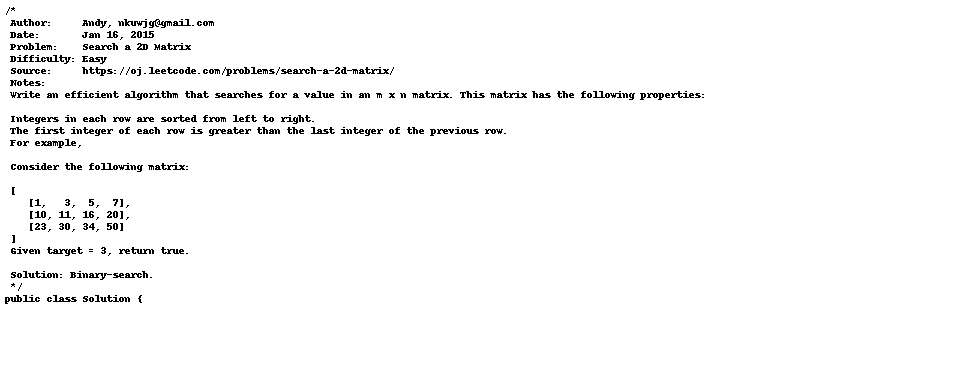 /*
Author:     Andy, nkuwjg@gmail.com
Date:       Jan 16, 2015
Problem:    Search a 2D Matrix
Difficulty: Easy
Source:     https://oj.leetcode.com/problems/search-a-2d-matrix/
Notes:
Write an efficient algorithm that searches for a value in an m x n matrix. This matrix has the following properties:
Integers in each row are sorted from left to right.
The first integer of each row is greater than the last integer of the previous row.
For example,
Consider the following matrix:
[
[1,   3,  5,  7],
[10, 11, 16, 20],
[23, 30, 34, 50]
]
Given target = 3, return true.
Solution: Binary-search.
*/
public class Solution {